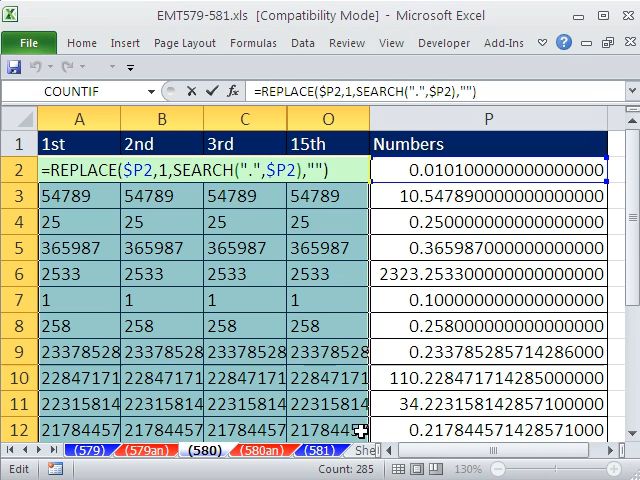 EMT579-581.xls [Compatibility Mode] - Microsoft Excel
File Home Insert Page Layout Formulas Data Review View Developer Add-Ins
COUNTIF fx =REPLACE($P2,1,SEARCH(".",$P2),"")
A B C O P
1 1st 2nd 3rd 15th Numbers
2 =REPLACE($P2,1,SEARCH(".",$P2),"") 0.010100000000000000
3 54789 54789 54789 54789 10.547890000000000000
4 25 25 25 25 0.250000000000000000
5 365987 365987 365987 365987 0.365987000000000000
6 2533 2533 2533 2533 2323.253300000000000000
7 1 1 1 1 0.100000000000000000
8 258 258 258 258 0.258000000000000000
9 23378528 23378528 23378528 23378528 0.233785285714286000
10 22847171 22847171 22847171 22847171 110.228471714285000000
11 22315814 22315814 22315814 22315814 34.223158142857100000
12 21784457 21784457 21784457 2178445 0.217844571428571000
(579) (579an) (580) (580an) (581) She
Edit Count: 285 130%